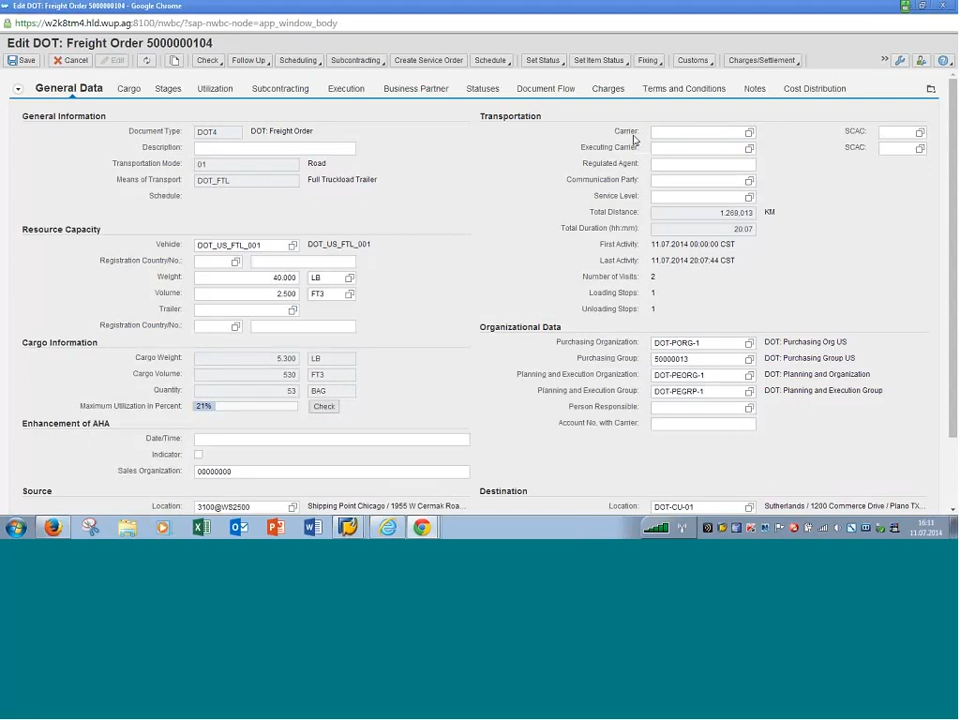 Edit DOT: Freight Order 5000000104 - Google Chrome
https://w2k8tm4.hld.wup.ag:8100/nwbc/?sap-nwbc-node=app_window_body
Edit DOT: Freight Order 5000000104
Save Cancel Edit Check Follow Up Scheduling Subcontracting Create Service Order Schedule Set Status Set Item Status Fixing Customs Charges/Settlement
General Data Cargo Stages Utilization Subcontracting Execution Business Partner Statuses Document Flow Charges Terms and Conditions Notes Cost Distribution
General Information
Document Type: DOT4 DOT: Freight Order
Description:
Transportation Mode: 01 Road
Means of Transport: DOT_FTL Full Truckload Trailer
Schedule:
Resource Capacity
Vehicle: DOT_US_FTL_001 DOT_US_FTL_001
Registration Country/No.:
Weight: 40.000 LB
Volume: 2.500 FT3
Trailer:
Registration Country/No.:
Cargo Information
Cargo Weight: 5.300 LB
Cargo Volume: 530 FT3
Quantity: 53 BAG
Maximum Utilization in Percent: 21% Check
Enhancement of AHA
Date/Time:
Indicator:
Sales Organization: 00000000
Source
Location: 3100@WS2500 Shipping Point Chicago / 1955 W Cermak Roa...
Transportation
Carrier: SCAC:
Executing Carrier: SCAC:
Regulated Agent:
Communication Party:
Service Level:
Total Distance: 1.269,013 KM
Total Duration (hh:mm): 20:07
First Activity: 11.07.2014 00:00:00 CST
Last Activity: 11.07.2014 20:07:44 CST
Number of Visits: 2
Loading Stops: 1
Unloading Stops: 1
Organizational Data
Purchasing Organization: DOT-PORG-1 DOT: Purchasing Org US
Purchasing Group: 50000013 DOT: Purchasing Group US
Planning and Execution Organization: DOT-PEORG-1 DOT: Planning and Organization
Planning and Execution Group: DOT-PEGRP-1 DOT: Planning and Execution Group
Person Responsible:
Account No. with Carrier:
Destination
Location: DOT-CU-01 Sutherlands / 1200 Commerce Drive / Plano TX...
16:11
11.07.2014